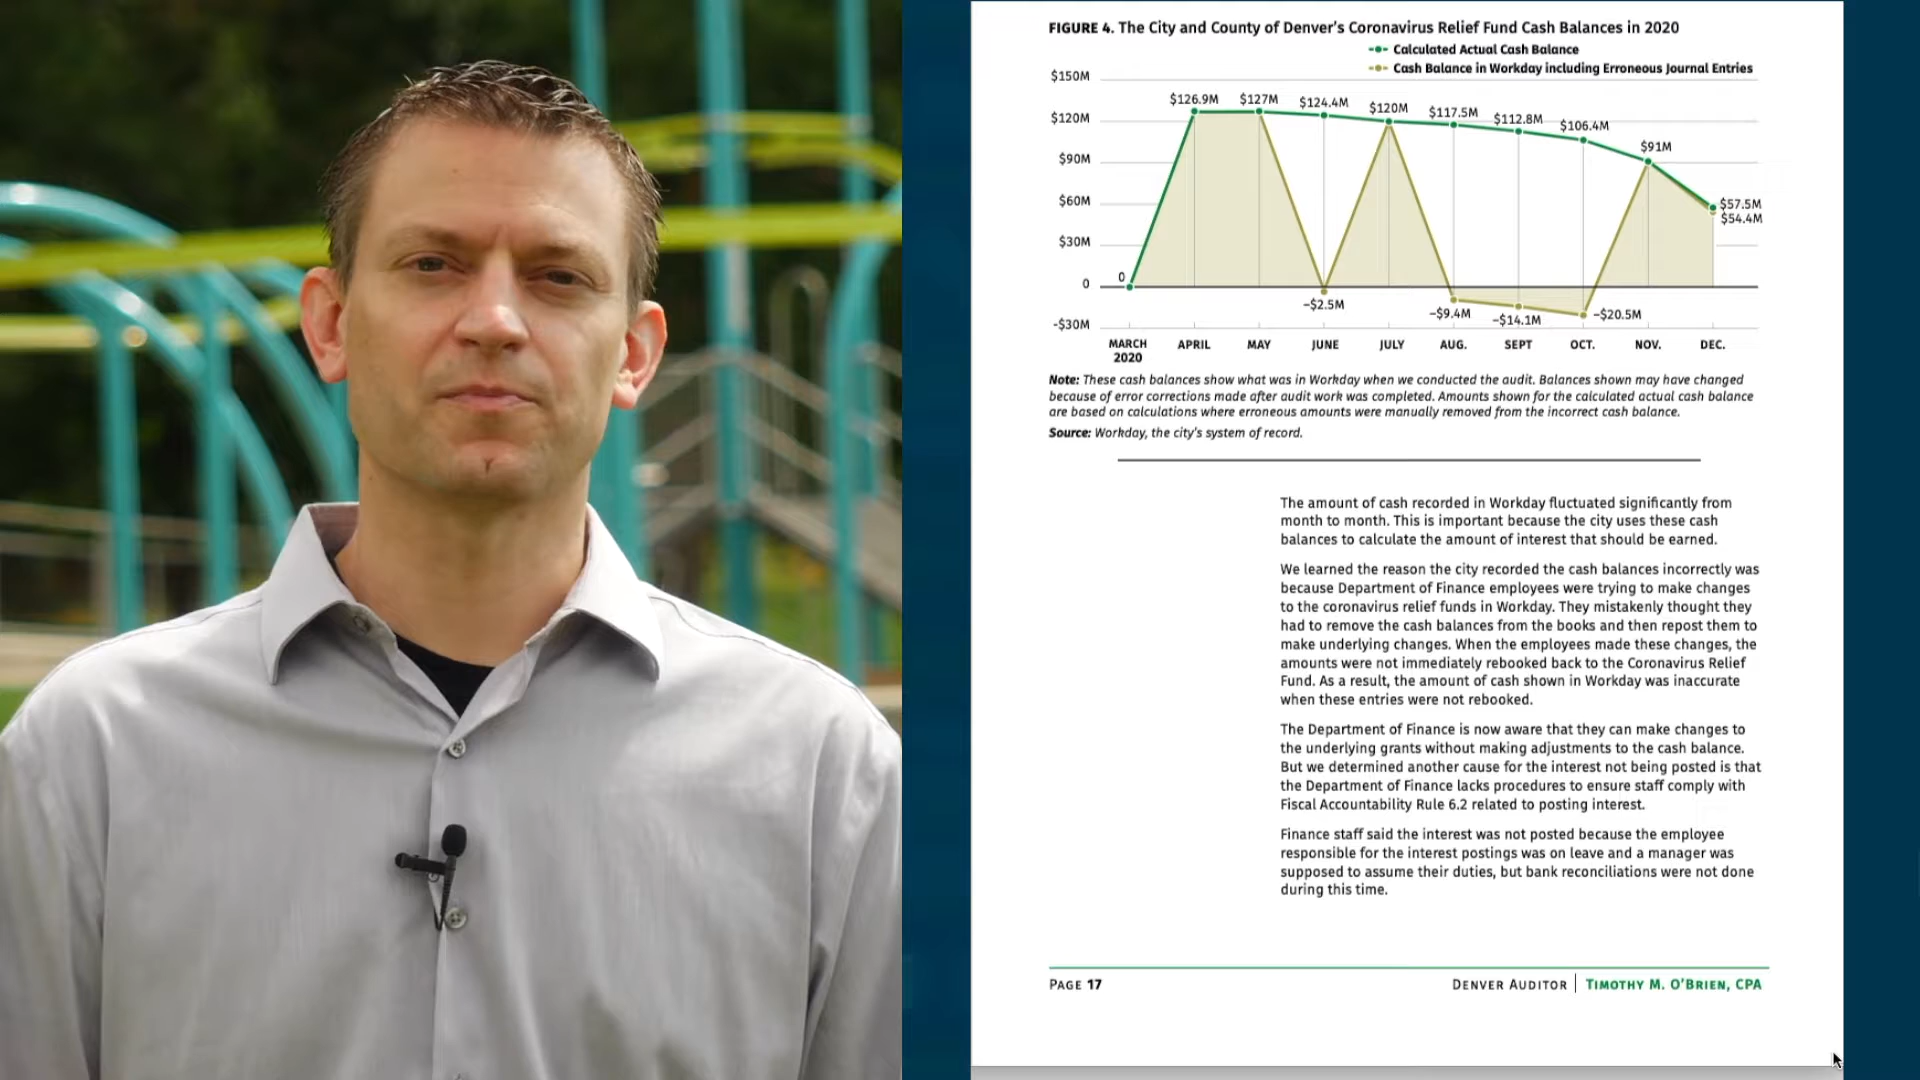 FIGURE 4. The City and County of Denver's Coronavirus Relief Fund Cash Balances in 2020
Calculated Actual Cash Balance
Cash Balance in Workday including Erroneous Journal Entries
$150M
$120M
$90M
$60M
$30M
0
-$30M
0
$126.9M
$127M
$124.4M
$120M
$117.5M
$112.8M
$106.4M
$91M
$57.5M
$54.4M
–$2.5M
–$9.4M
–$14.1M
–$20.5M
MARCH
2020
APRIL
MAY
JUNE
JULY
AUG.
SEPT
OCT.
NOV.
DEC.
Note: These cash balances show what was in Workday when we conducted the audit. Balances shown may have changed
because of error corrections made after audit work was completed. Amounts shown for the calculated actual cash balance
are based on calculations where erroneous amounts were manually removed from the incorrect cash balance.
Source: Workday, the city's system of record.
The amount of cash recorded in Workday fluctuated significantly from
month to month. This is important because the city uses these cash
balances to calculate the amount of interest that should be earned.
We learned the reason the city recorded the cash balances incorrectly was
because Department of Finance employees were trying to make changes
to the coronavirus relief funds in Workday. They mistakenly thought they
had to remove the cash balances from the books and then repost them to
make underlying changes. When the employees made these changes, the
amounts were not immediately rebooked back to the Coronavirus Relief
Fund. As a result, the amount of cash shown in Workday was inaccurate
when these entries were not rebooked.
The Department of Finance is now aware that they can make changes to
the underlying grants without making adjustments to the cash balance.
But we determined another cause for the interest not being posted is that
the Department of Finance lacks procedures to ensure staff comply with
Fiscal Accountability Rule 6.2 related to posting interest.
Finance staff said the interest was not posted because the employee
responsible for the interest postings was on leave and a manager was
supposed to assume their duties, but bank reconciliations were not done
during this time.
PAGE 17
DENVER AUDITOR | TIMOTHY M. O'BRIEN, CPA